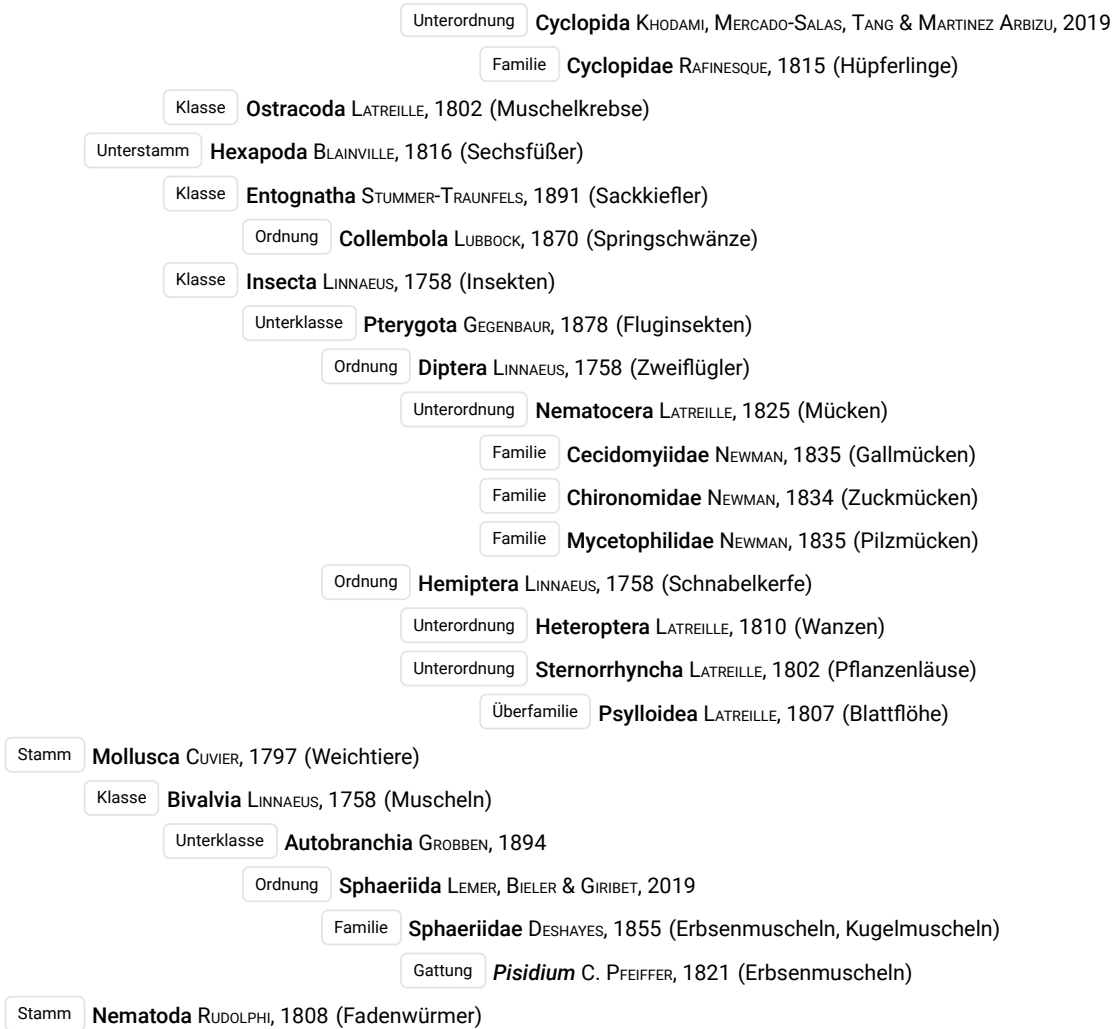 Unterordnung Cyclopida Khodami, Mercado-Salas, Tang & Martinez Arbizu, 2019
Familie Cyclopidae Rafinesque, 1815 (Hüpferlinge)
Klasse Ostracoda Latreille, 1802 (Muschelkrebse)
Unterstamm Hexapoda Blainville, 1816 (Sechsfüßer)
Klasse Entognatha Stummer-Traunfels, 1891 (Sackkiefler)
Ordnung Collembola Lubbock, 1870 (Springschwänze)
Klasse Insecta Linnaeus, 1758 (Insekten)
Unterklasse Pterygota Gegenbaur, 1878 (Fluginsekten)
Ordnung Diptera Linnaeus, 1758 (Zweiflügler)
Unterordnung Nematocera Latreille, 1825 (Mücken)
Familie Cecidomyiidae Newman, 1835 (Gallmücken)
Familie Chironomidae Newman, 1834 (Zuckmücken)
Familie Mycetophilidae Newman, 1835 (Pilzmücken)
Ordnung Hemiptera Linnaeus, 1758 (Schnabelkerfe)
Unterordnung Heteroptera Latreille, 1810 (Wanzen)
Unterordnung Sternorrhyncha Latreille, 1802 (Pflanzenläuse)
Überfamilie Psylloidea Latreille, 1807 (Blattflöhe)
Stamm Mollusca Cuvier, 1797 (Weichtiere)
Klasse Bivalvia Linnaeus, 1758 (Muscheln)
Unterklasse Autobranchia Grobben, 1894
Ordnung Sphaeriida Lemer, Bieler & Giribet, 2019
Familie Sphaeriidae Deshayes, 1855 (Erbsenmuscheln, Kugelmuscheln)
Gattung Pisidium C. Pfeiffer, 1821 (Erbsenmuscheln)
Stamm Nematoda Rudolphi, 1808 (Fadenwürmer)